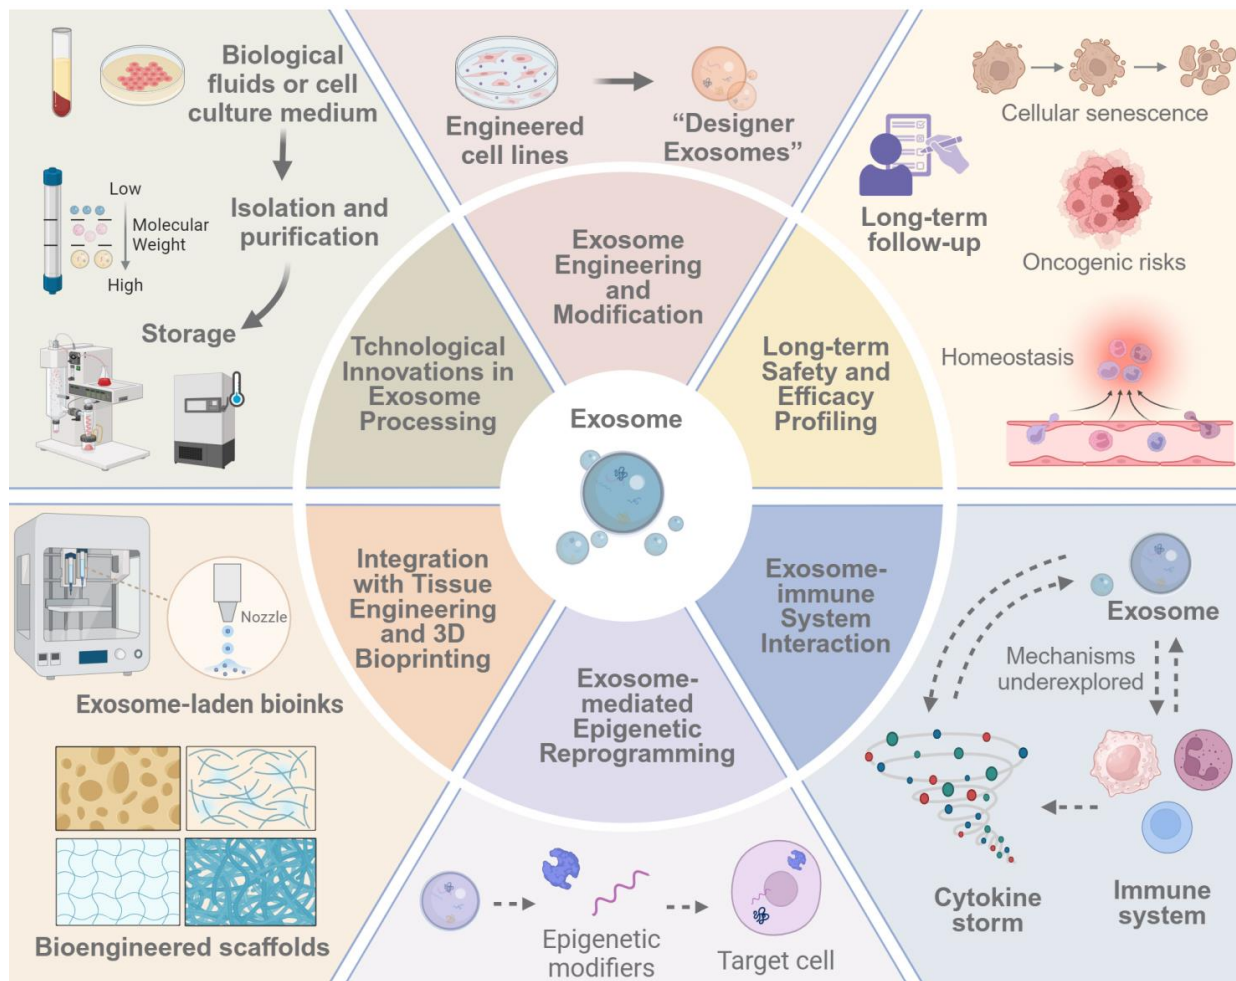 Biological
fluids or cell
culture medium
Low
Molecular
Weight
High
Isolation and
purification
Storage
Tchnological
Innovations in
Exosome
Processing
Engineered
cell lines
“Designer
Exosomes”
Exosome
Engineering
and
Modification
Cellular senescence
Long-term
follow-up
Oncogenic risks
Homeostasis
Long-term
Safety and
Efficacy
Profiling
Exosome
Integration
with Tissue
Engineering
and 3D
Bioprinting
Nozzle
Exosome-laden bioinks
Bioengineered scaffolds
Exosome-
mediated
Epigenetic
Reprogramming
Epigenetic
modifiers
Target cell
Exosome-
immune
System
Interaction
Exosome
Mechanisms
underexplored
Cytokine
storm
Immune
system